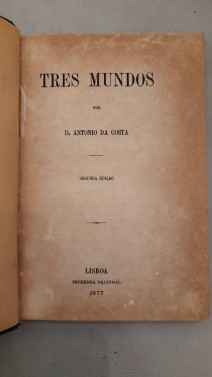 TRES MUNDOS
POR
D. ANTONIO DA COSTA
SEGUNDA EDIÇÃO
LISBOA
IMPRENSA NACIONAL
1877